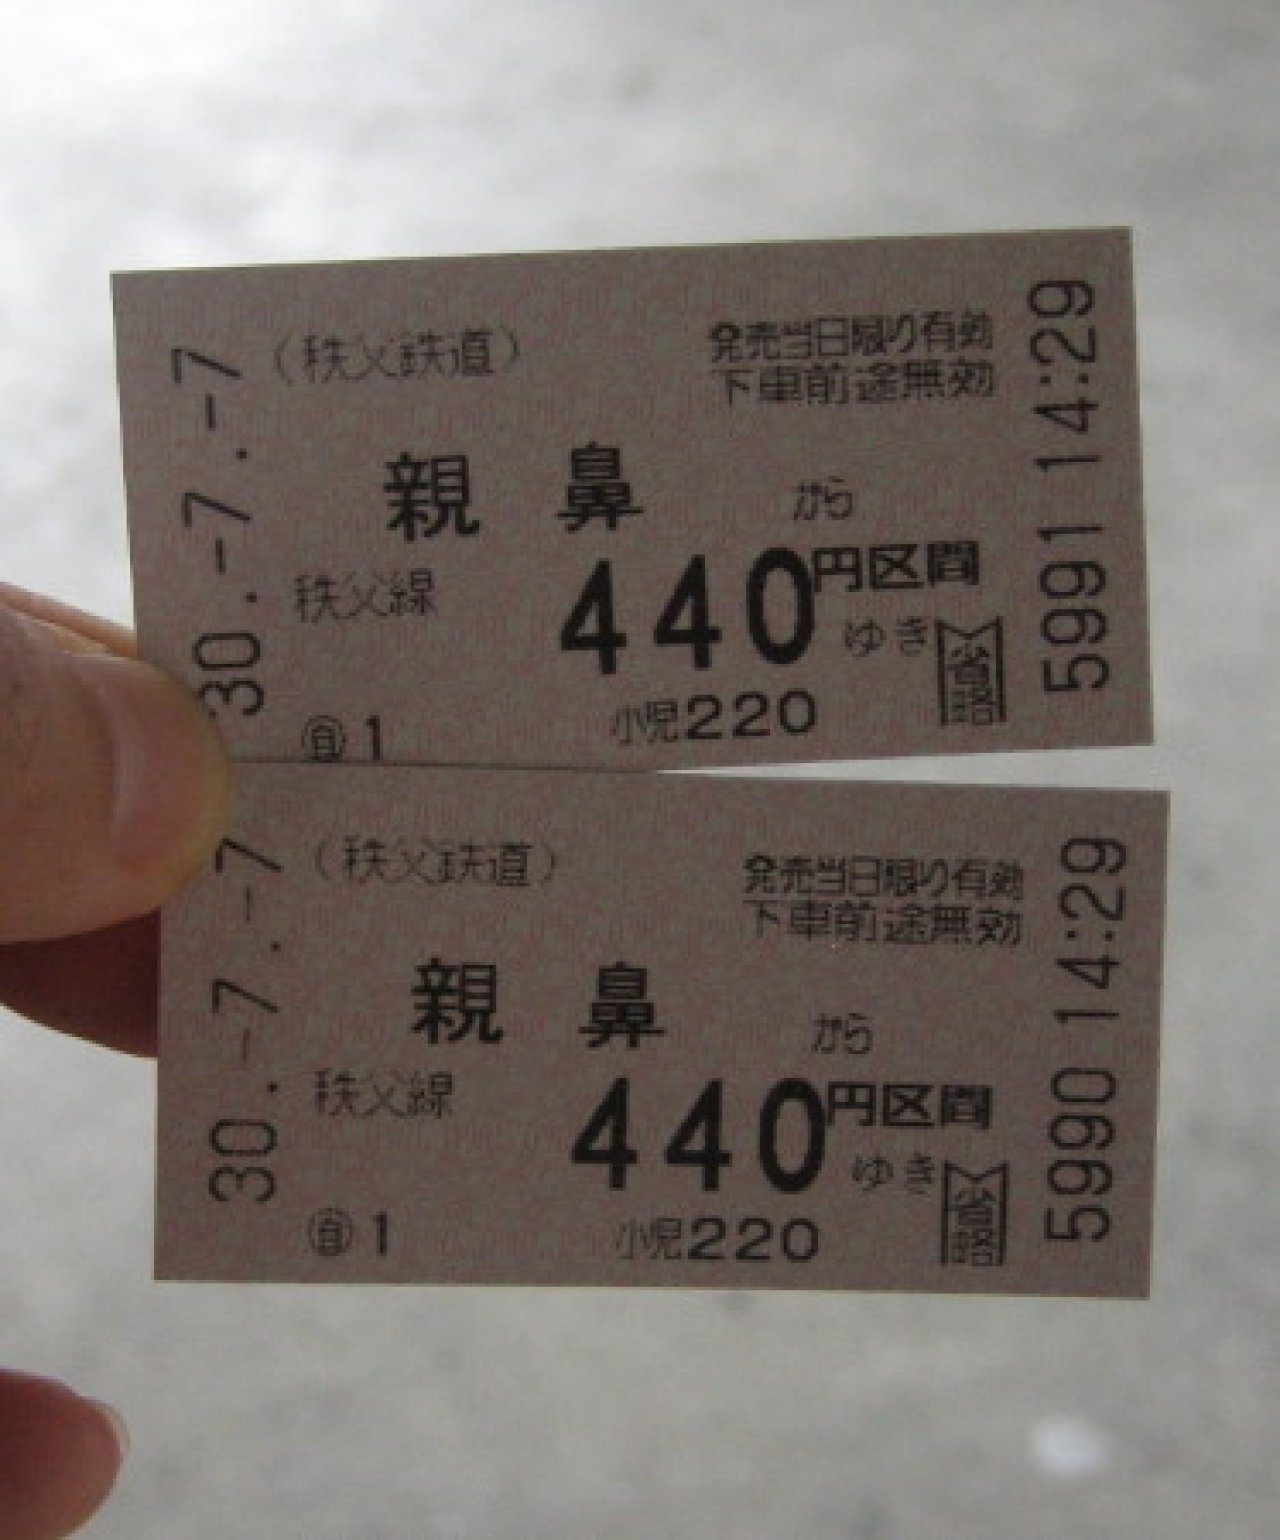 30.-7.-7
(秩父鉄道)
発売当日限り有効
下車前途無効
親 鼻 から
秩父線 440円区間
ゆき
小児220
省略
㊂1
5991 14:29
30.-7.-7
(秩父鉄道)
発売当日限り有効
下車前途無効
親 鼻 から
秩父線 440円区間
ゆき
小児220
省略
㊂1
5990 14:29